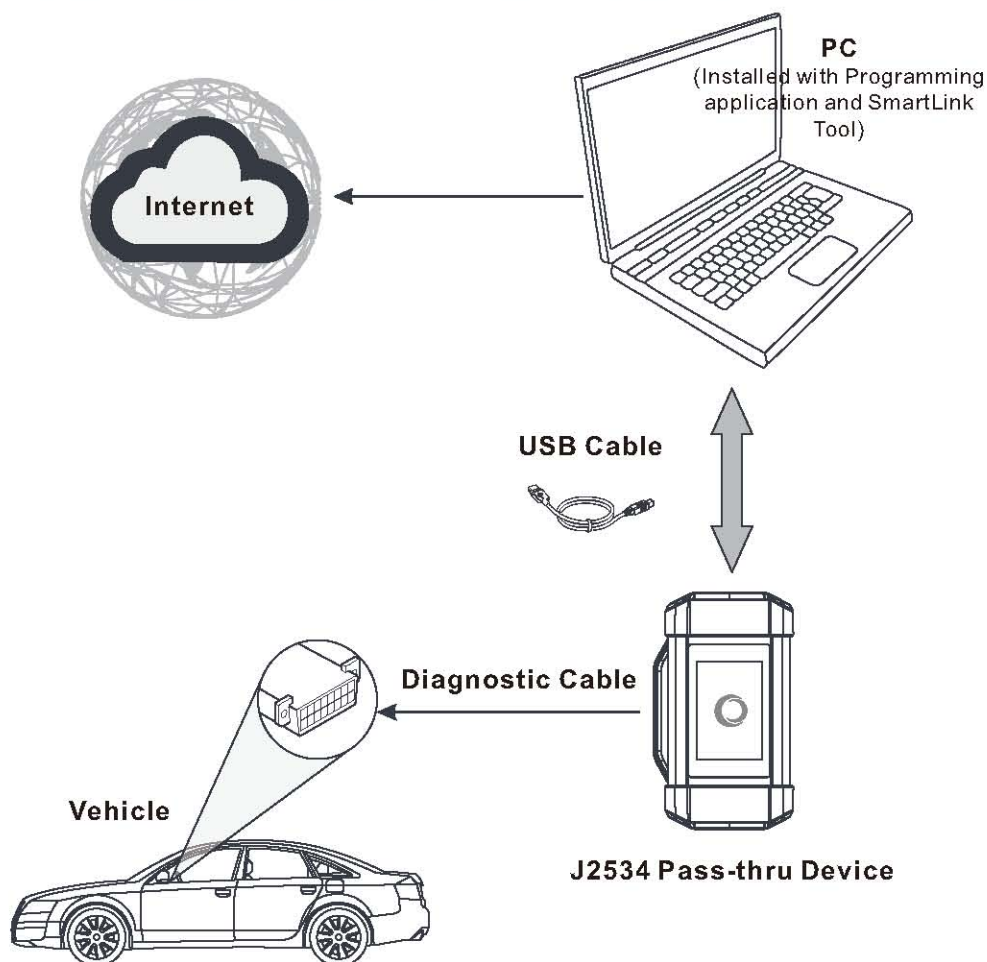 PC
(Installed with Programming
application and SmartLink
Tool)
Internet
USB Cable
Diagnostic Cable
Vehicle
J2534 Pass-thru Device